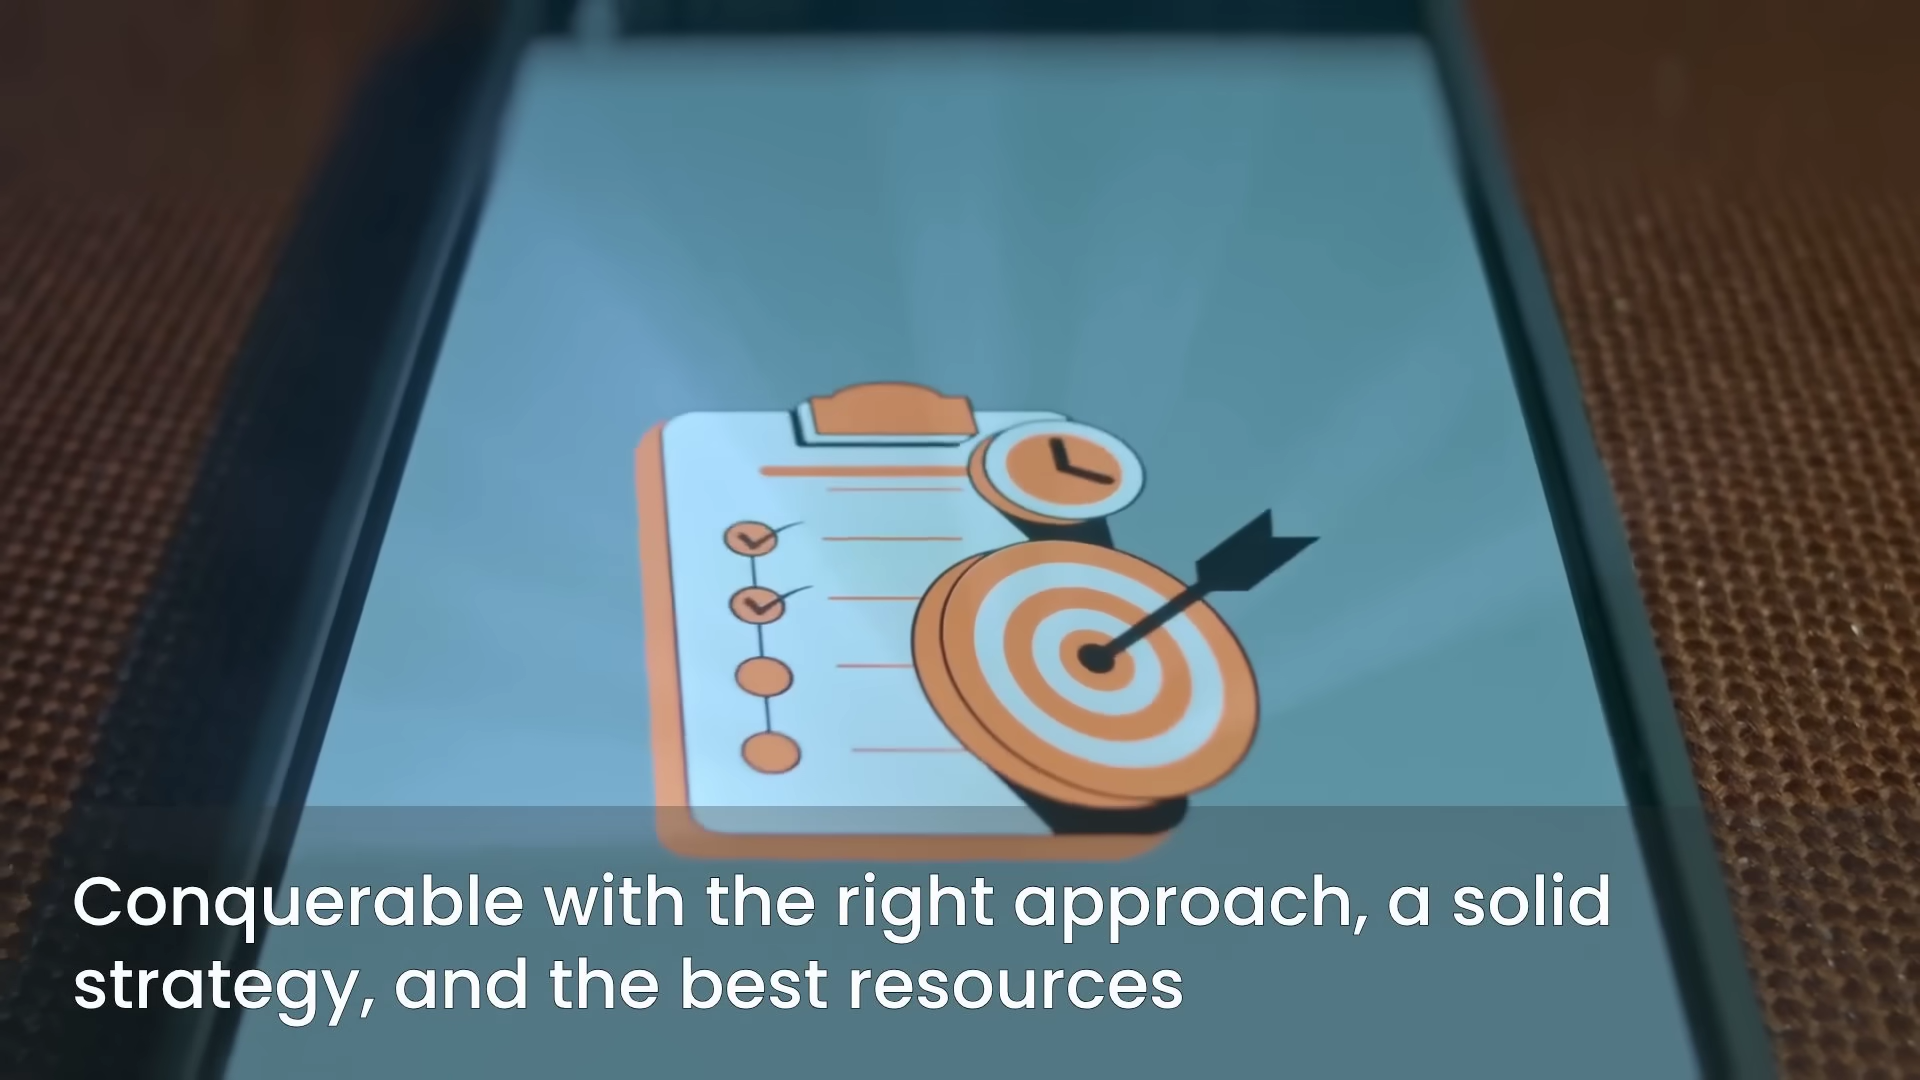 Conquerable with the right approach, a solid
strategy, and the best resources